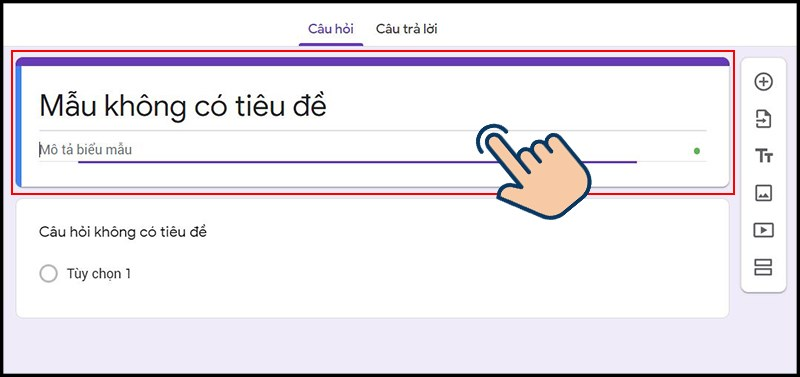 Câu hỏi Câu trả lời
Mẫu không có tiêu đề
Mô tả biểu mẫu
Câu hỏi không có tiêu đề
Tùy chọn 1